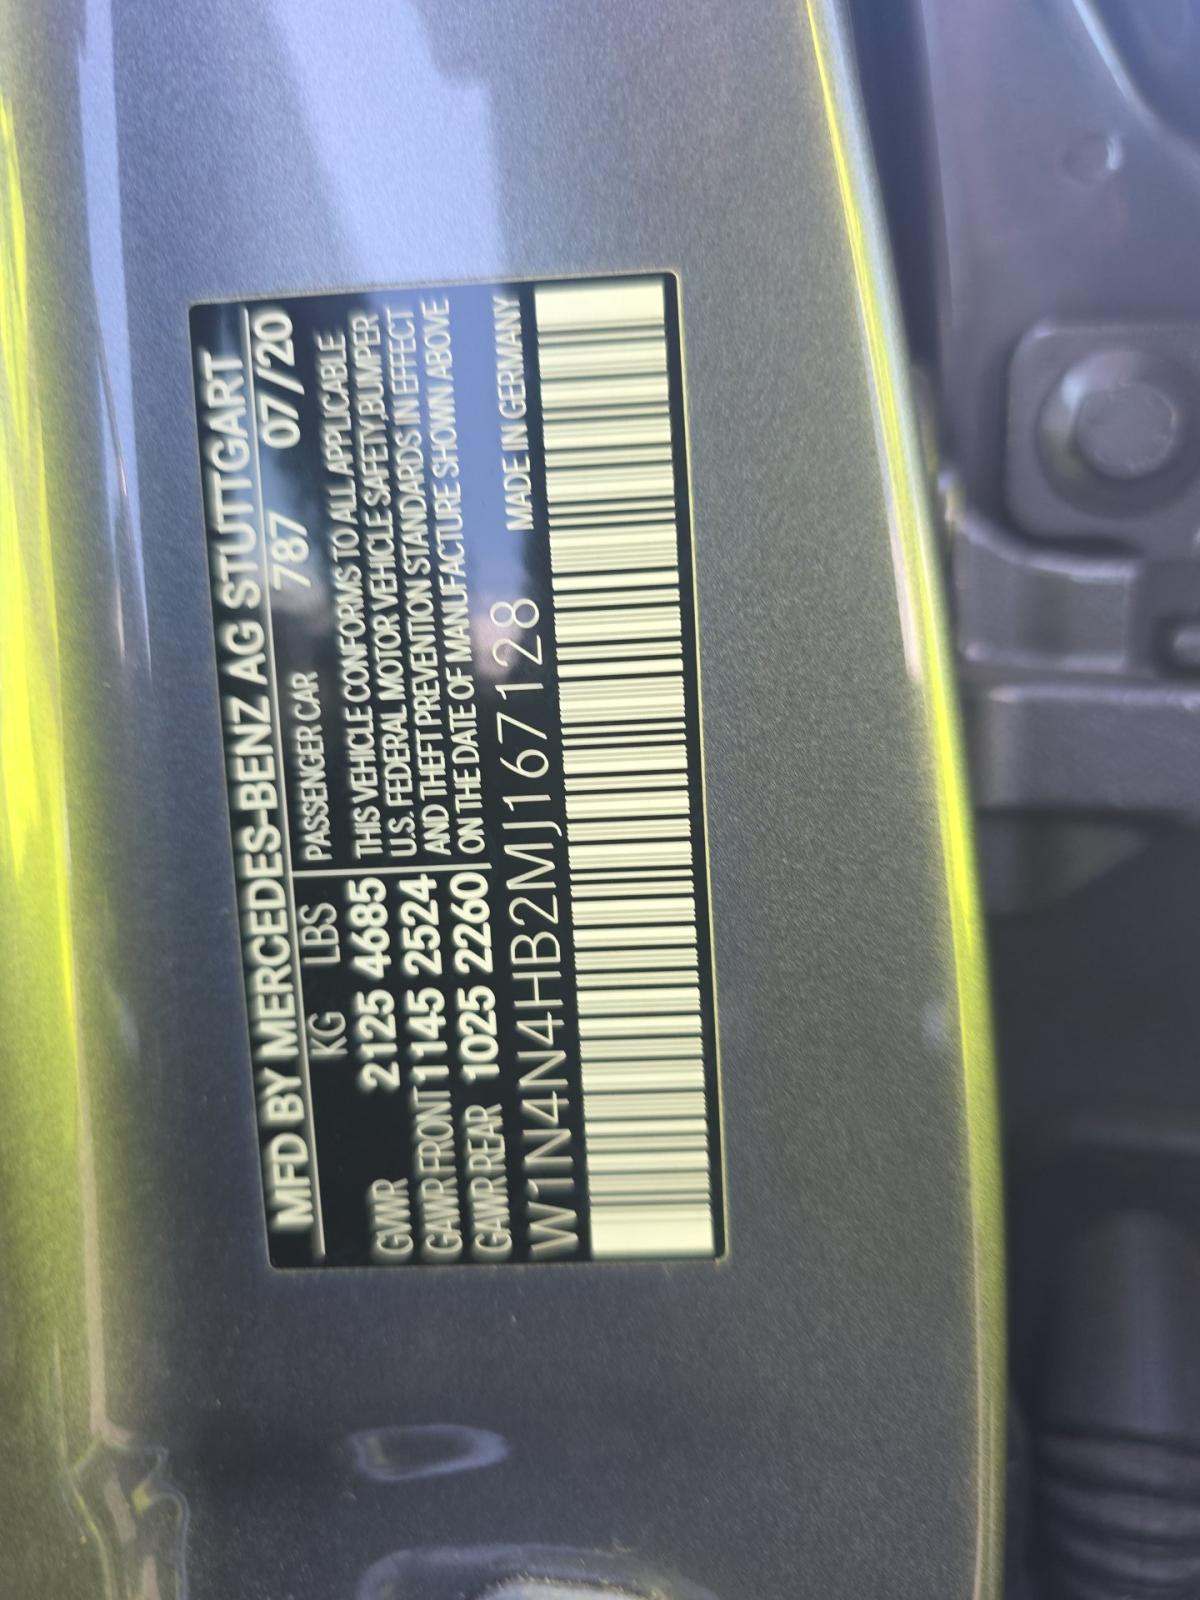 MFD BY MERCEDES-BENZ AG STUTTGART
KG LBS PASSENGER CAR 787 07/20
GVWR 2125 4685 THIS VEHICLE CONFORMS TO ALL APPLICABLE
GAWR FRONT 1145 2524 U.S. FEDERAL MOTOR VEHICLE SAFETY,BUMPER
GAWR REAR 1025 2260 AND THEFT PREVENTION STANDARDS IN EFFECT
ON THE DATE OF MANUFACTURE SHOWN ABOVE
W1N4N4HB2MJ167128 MADE IN GERMANY